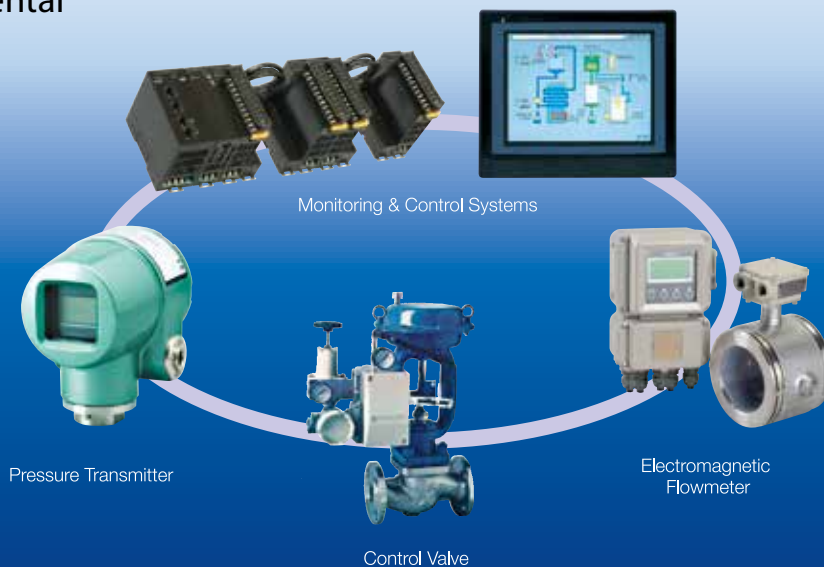 Monitoring & Control Systems
Pressure Transmitter
Electromagnetic
Flowmeter
Control Valve